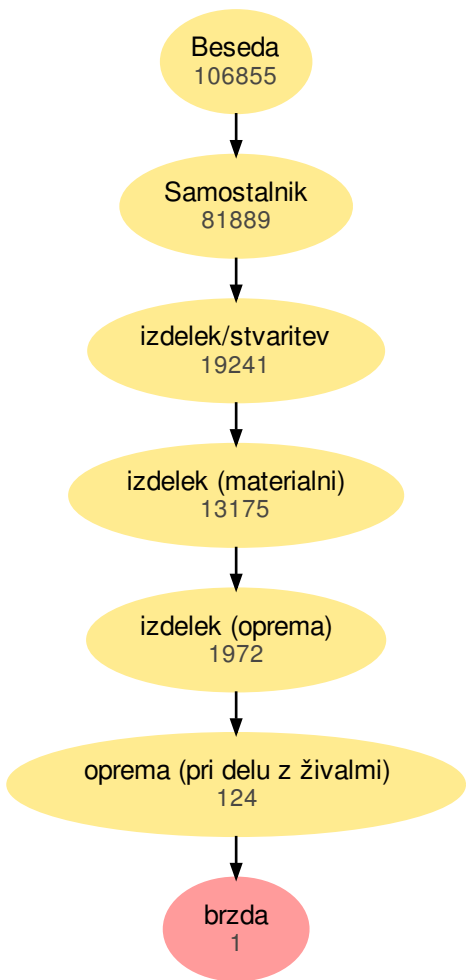 Beseda
106855
Samostalnik
81889
izdelek/stvaritev
19241
izdelek (materialni)
13175
izdelek (oprema)
1972
oprema (pri delu z živalmi)
124
brzda
1